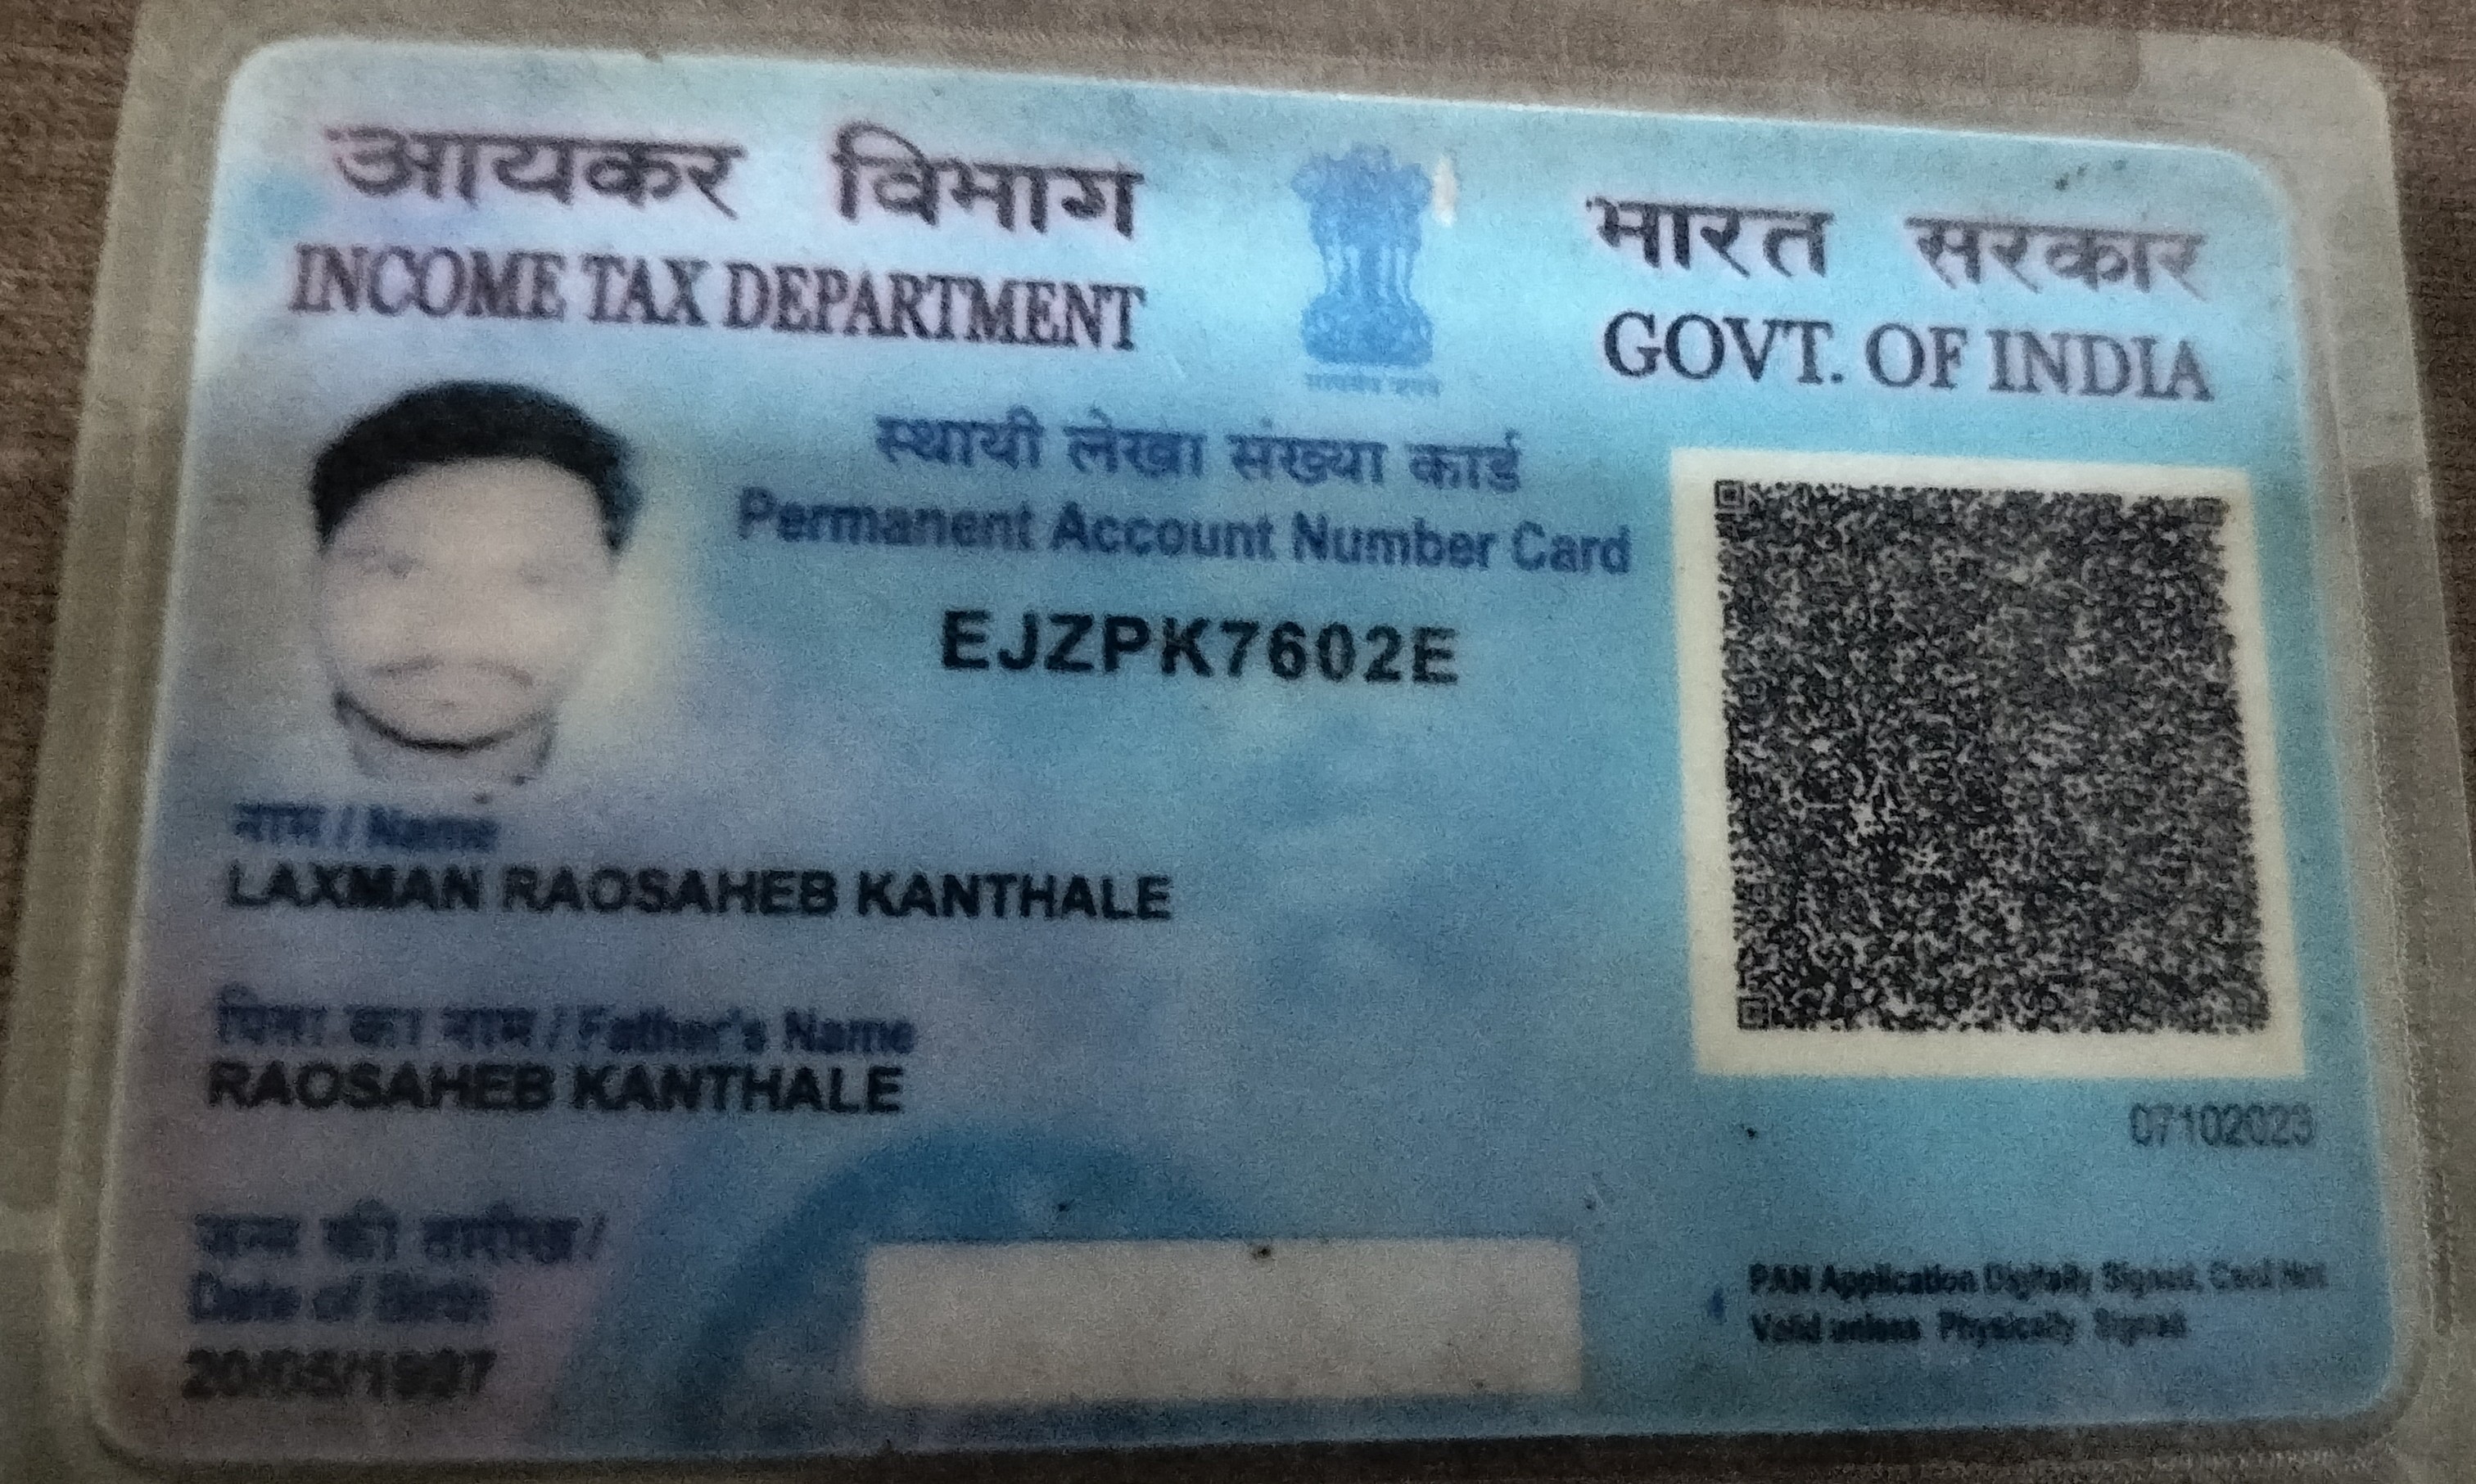 आयकर विभाग
INCOME TAX DEPARTMENT
भारत सरकार
GOVT. OF INDIA
सत्यमेव जयते
स्थायी लेखा संख्या कार्ड
Permanent Account Number Card
EJZPK7602E
नाम / Name
LAXMAN RAOSAHEB KANTHALE
पिता का नाम / Father's Name
RAOSAHEB KANTHALE
07102023
जन्म की तारीख /
Date of Birth
20/05/1997
PAN Application Digitally Signed, Card Not
Valid unless Physically Signed